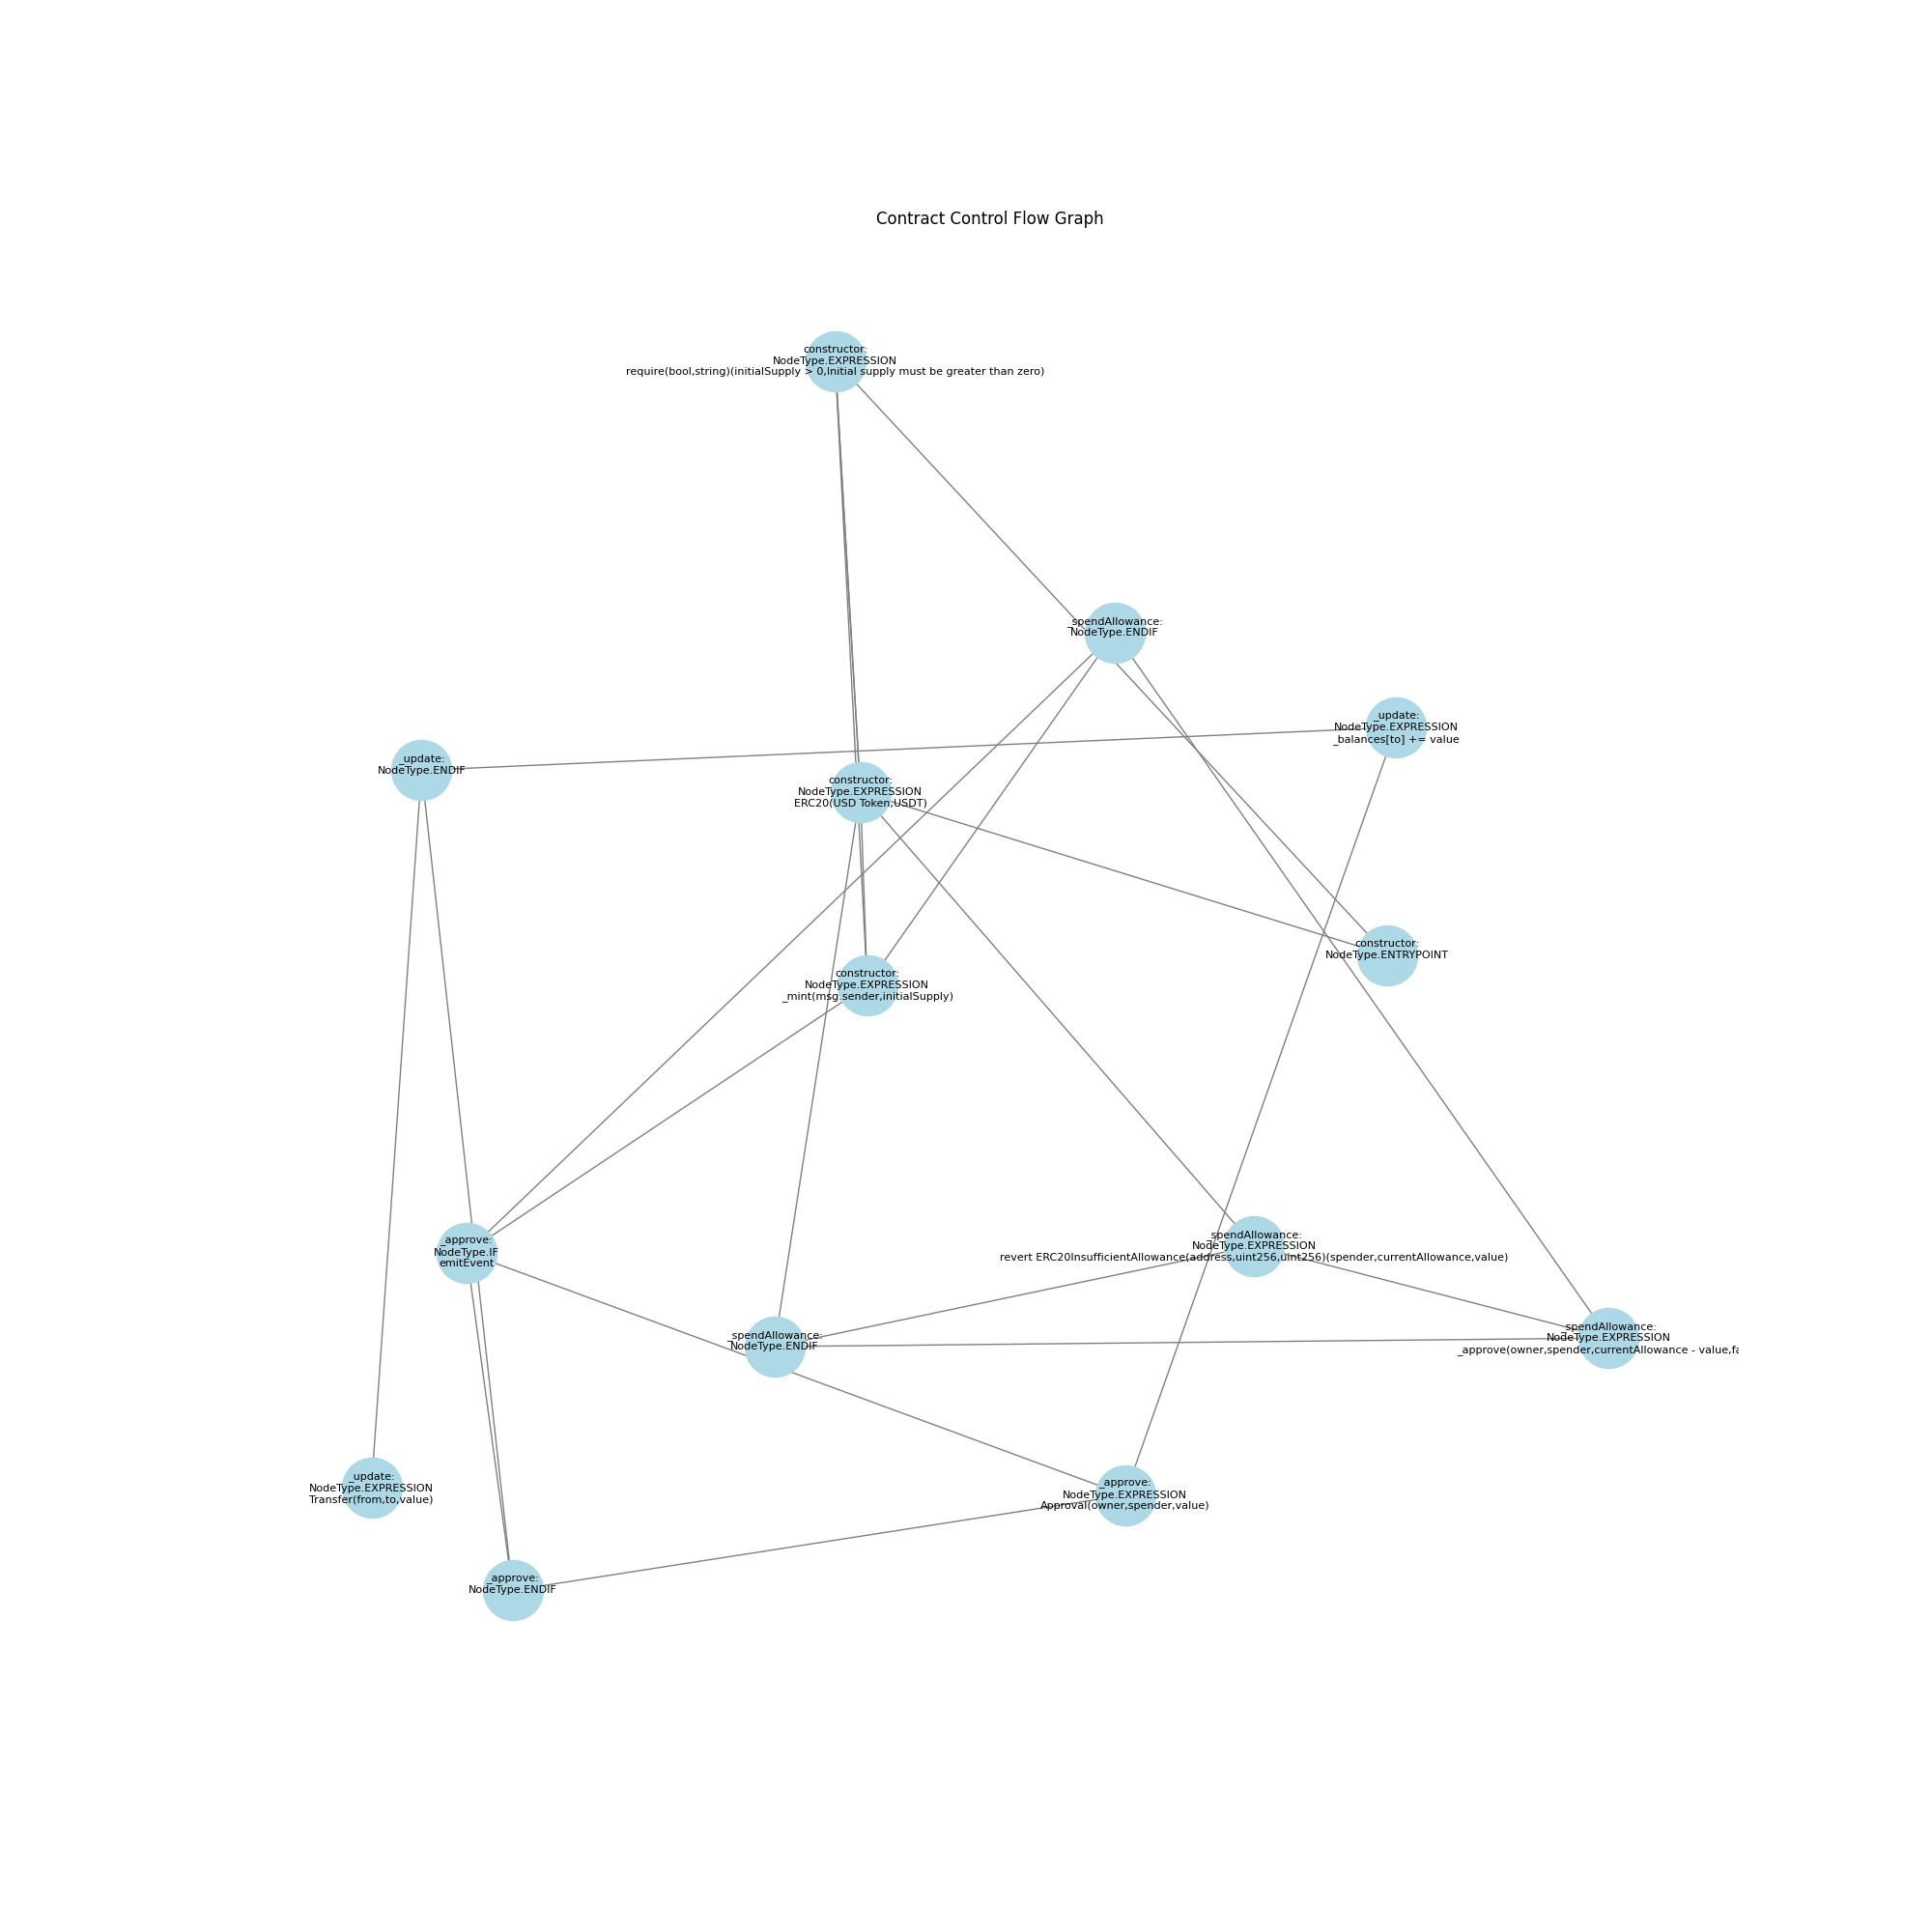 Contract Control Flow Graph
constructor:
NodeType.EXPRESSION
require(bool,string)(initialSupply > 0,Initial supply must be greater than zero)
_spendAllowance:
NodeType.ENDIF
_update:
NodeType.EXPRESSION
_balances[to] += value
_update:
NodeType.ENDIF
constructor:
NodeType.EXPRESSION
ERC20(USD Token,USDT)
constructor:
NodeType.ENTRYPOINT
constructor:
NodeType.EXPRESSION
_mint(msg.sender,initialSupply)
_approve:
NodeType.IF
emitEvent
_spendAllowance:
NodeType.EXPRESSION
revert ERC20InsufficientAllowance(address,uint256,uint256)(spender,currentAllowance,value)
_spendAllowance:
NodeType.ENDIF
_spendAllowance:
NodeType.EXPRESSION
_approve(owner,spender,currentAllowance - value,fa
_update:
NodeType.EXPRESSION
Transfer(from,to,value)
_approve:
NodeType.EXPRESSION
Approval(owner,spender,value)
_approve:
NodeType.ENDIF